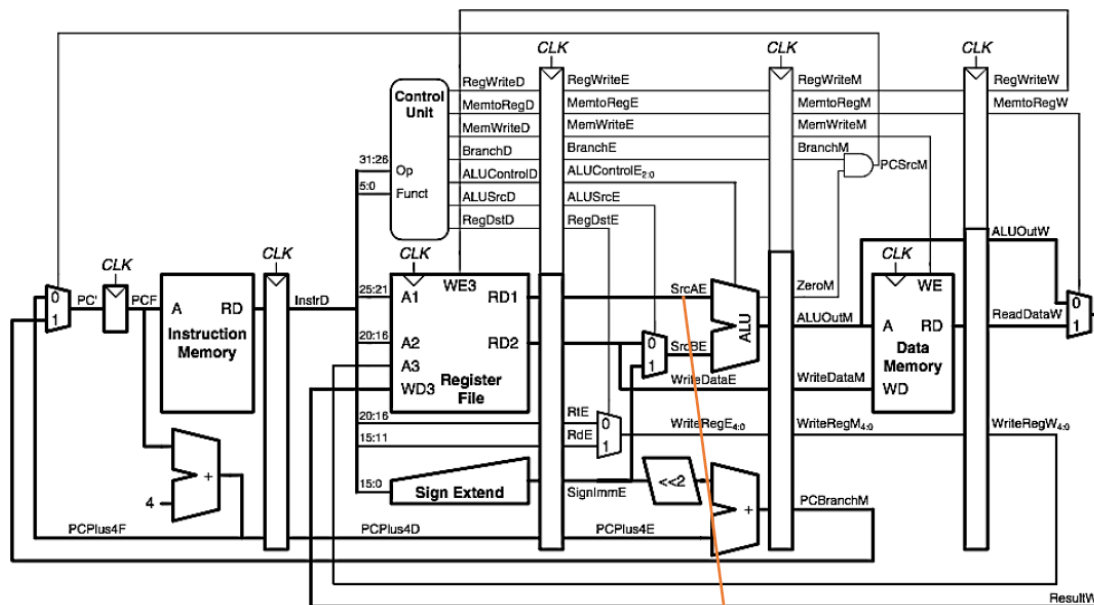 CLK CLK CLK
CLK
Control
Unit
RegWriteD RegWriteE RegWriteM RegWriteW
MemtoRegD MemtoRegE MemtoRegM MemtoRegW
MemWriteD MemWriteE MemWriteM
BranchD BranchE BranchM PCSrcM
31:26
Op
ALUControlD ALUControlE2:0
5:0
Funct
ALUSrcD ALUSrcE
RegDstD RegDstE
ALUOutW
CLK CLK CLK CLK
0 PC' PCF A RD InstrD 25:21 A1 WE3 RD1 SrcAE ZeroM WE 0
1 Instruction
Memory
20:16 A2 RD2 0 SrcBE ALU ALUOutM A RD ReadDataW 1
A3 1 Data
Memory
WD3 Register
File
WriteDataE WriteDataM WD
20:16 RtE 0 WriteRegE4:0 WriteRegM4:0 WriteRegW4:0
15:11 RdE 1
+
4
15:0 Sign Extend SignImmE <<2 + PCBranchM
PCPlus4F PCPlus4D PCPlus4E
ResultW